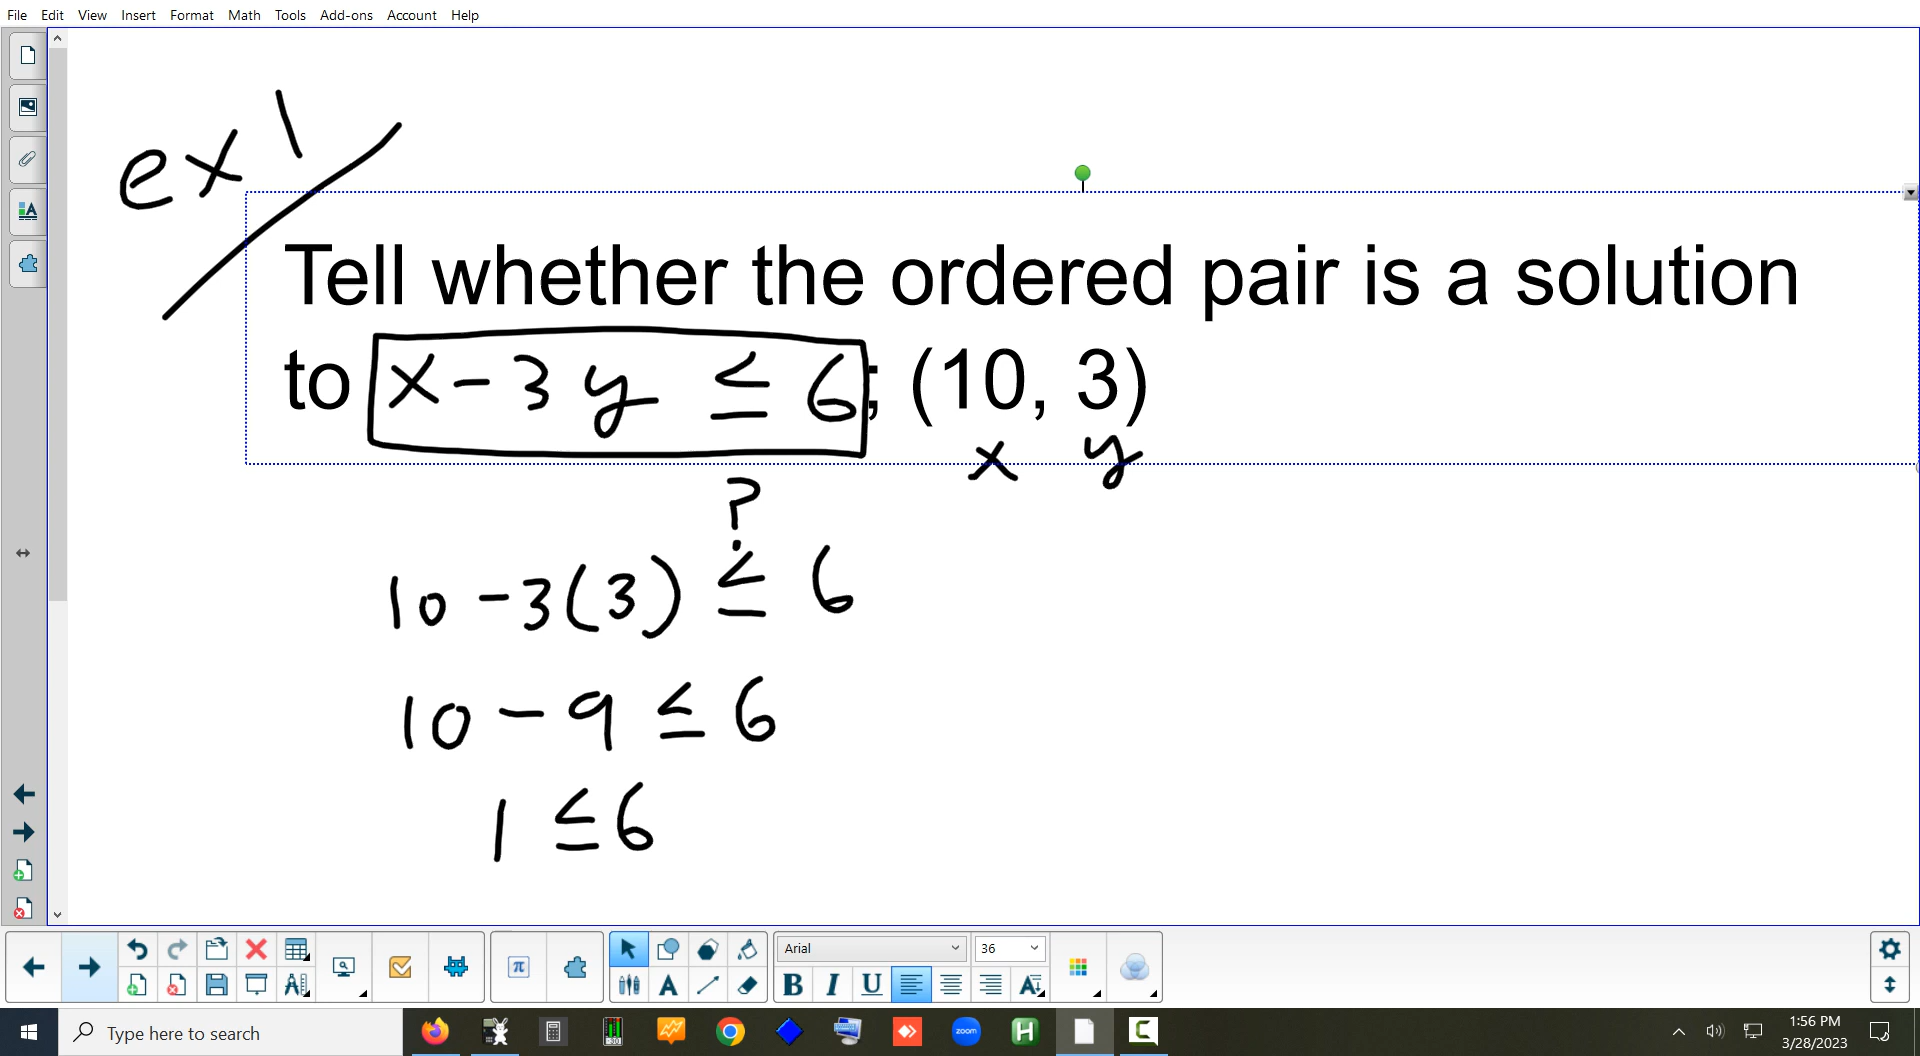 File Edit View Insert Format Math Tools Add-ons Account Help
ex 1
Tell whether the ordered pair is a solution
to x - 3 y ≤ 6; (10, 3)
x y
?
10 - 3(3) ≤ 6
10 - 9 ≤ 6
1 ≤ 6
Arial 36
π
A B I U A
Type here to search
zoom
H
C
1:56 PM
3/28/2023